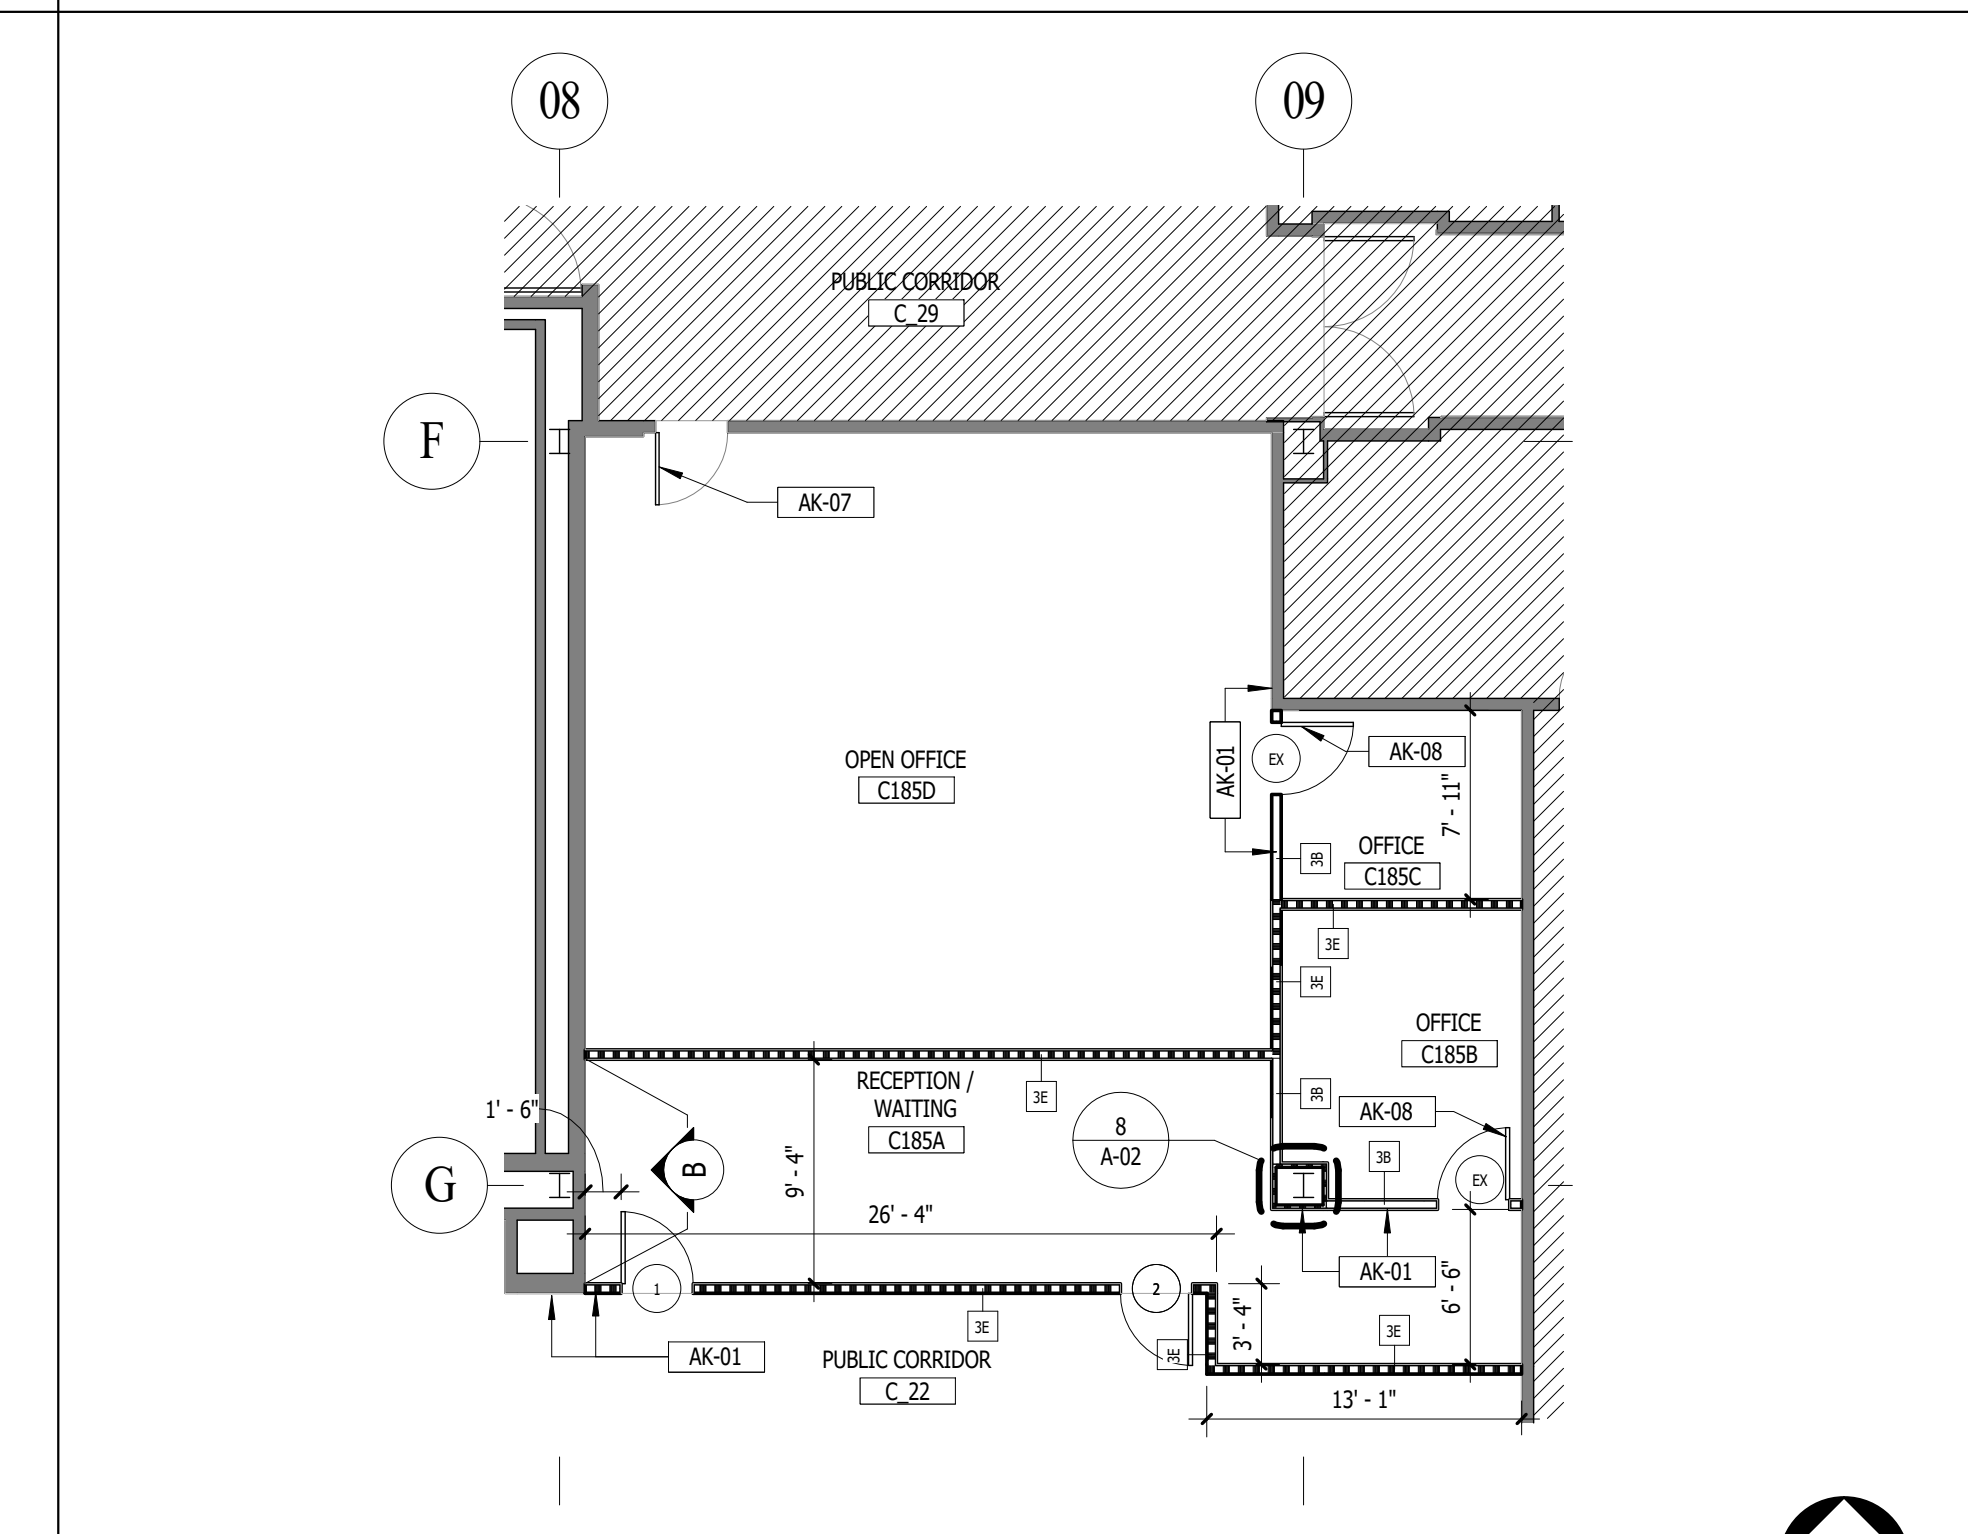 08
09
PUBLIC CORRIDOR
C_29
F
AK-07
AK-01
EX
AK-08
7' - 11"
OPEN OFFICE
C185D
OFFICE
C185C
3B
3E
3E
OFFICE
C185B
RECEPTION /
WAITING
C185A
3E
3B
AK-08
1' - 6"
8
A-02
B
3B
EX
G
9' - 4"
26' - 4"
AK-01
6' - 6"
1
2
3' - 4"
3E
3E
3E
AK-01
PUBLIC CORRIDOR
C_22
13' - 1"